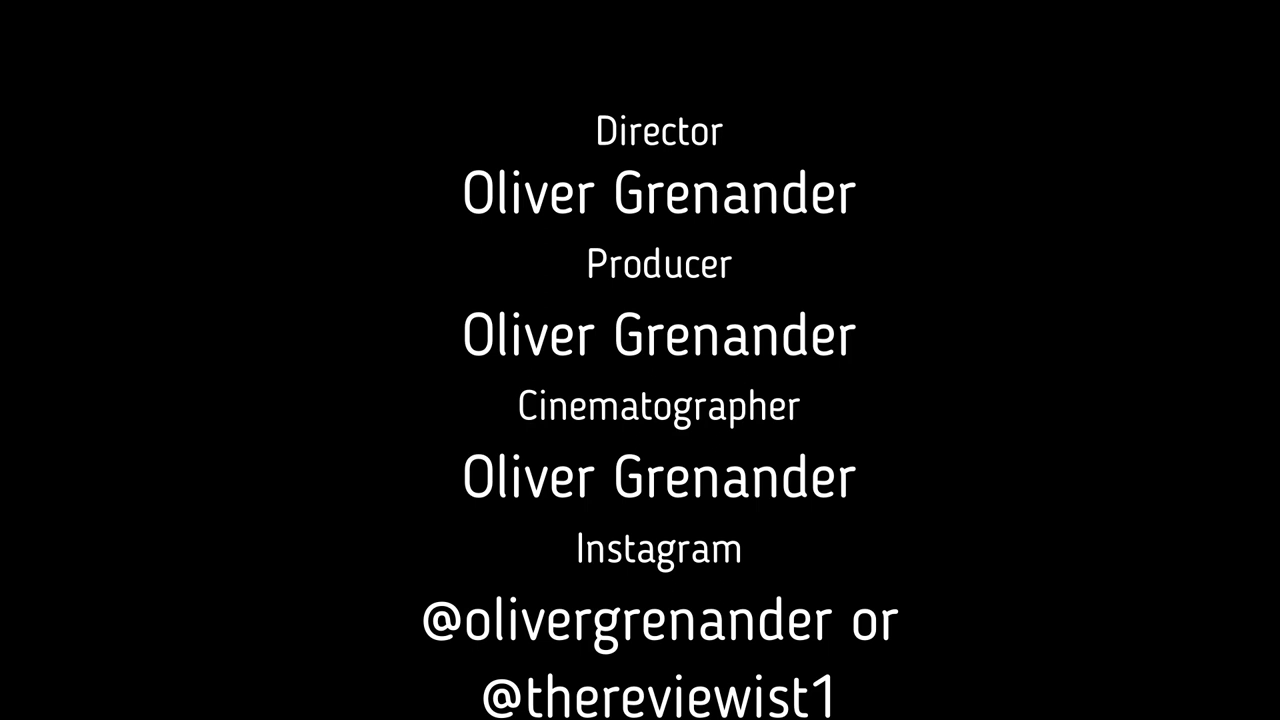 Director
Oliver Grenander
Producer
Oliver Grenander
Cinematographer
Oliver Grenander
Instagram
@olivergrenander or
@thereviewist1